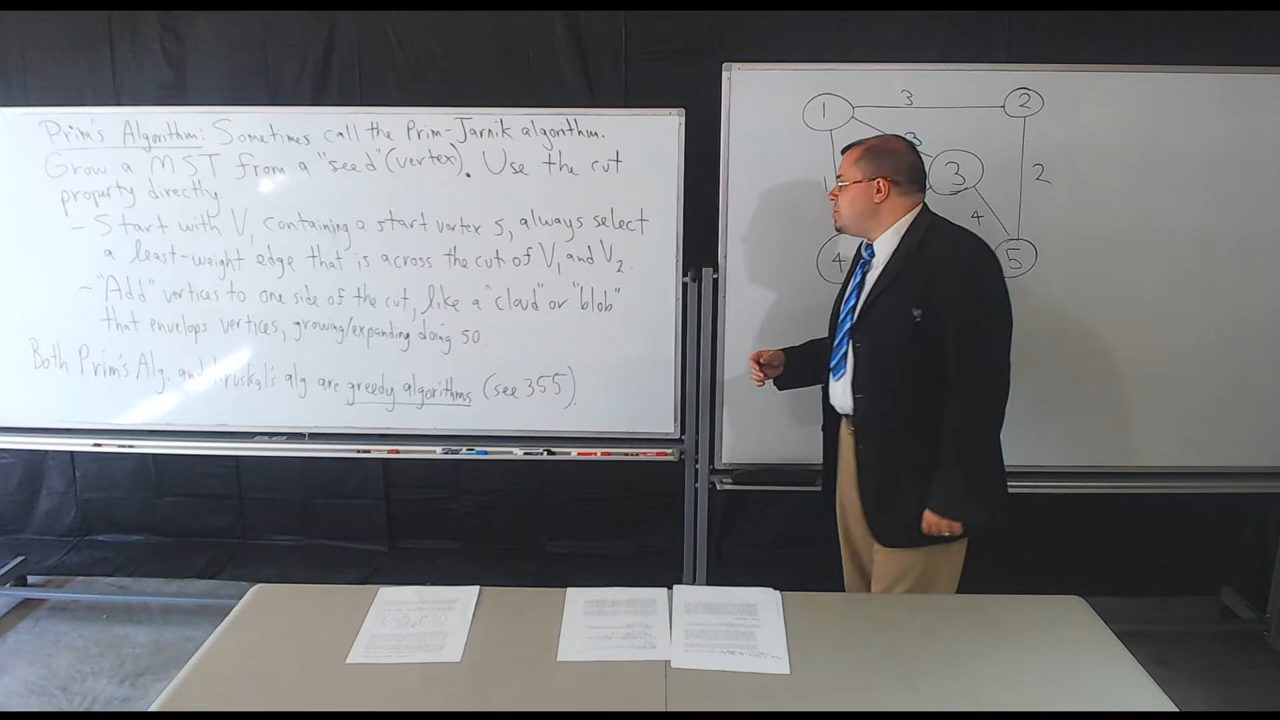 Prim's Algorithm: Sometimes call the Prim-Jarnik algorithm.
Grow a MST from a "seed" (vertex). Use the cut
property directly
- Start with V₁ containing a start vertex s, always select
a least-weight edge that is across the cut of V₁ and V₂.
- "Add" vertices to one side of the cut, like a "cloud" or "blob"
that envelops vertices, growing/expanding doing so.
Both Prim's Alg. and Kruskal's alg are greedy algorithms (see 355).
1 3 2
3
3
2
4
4 5